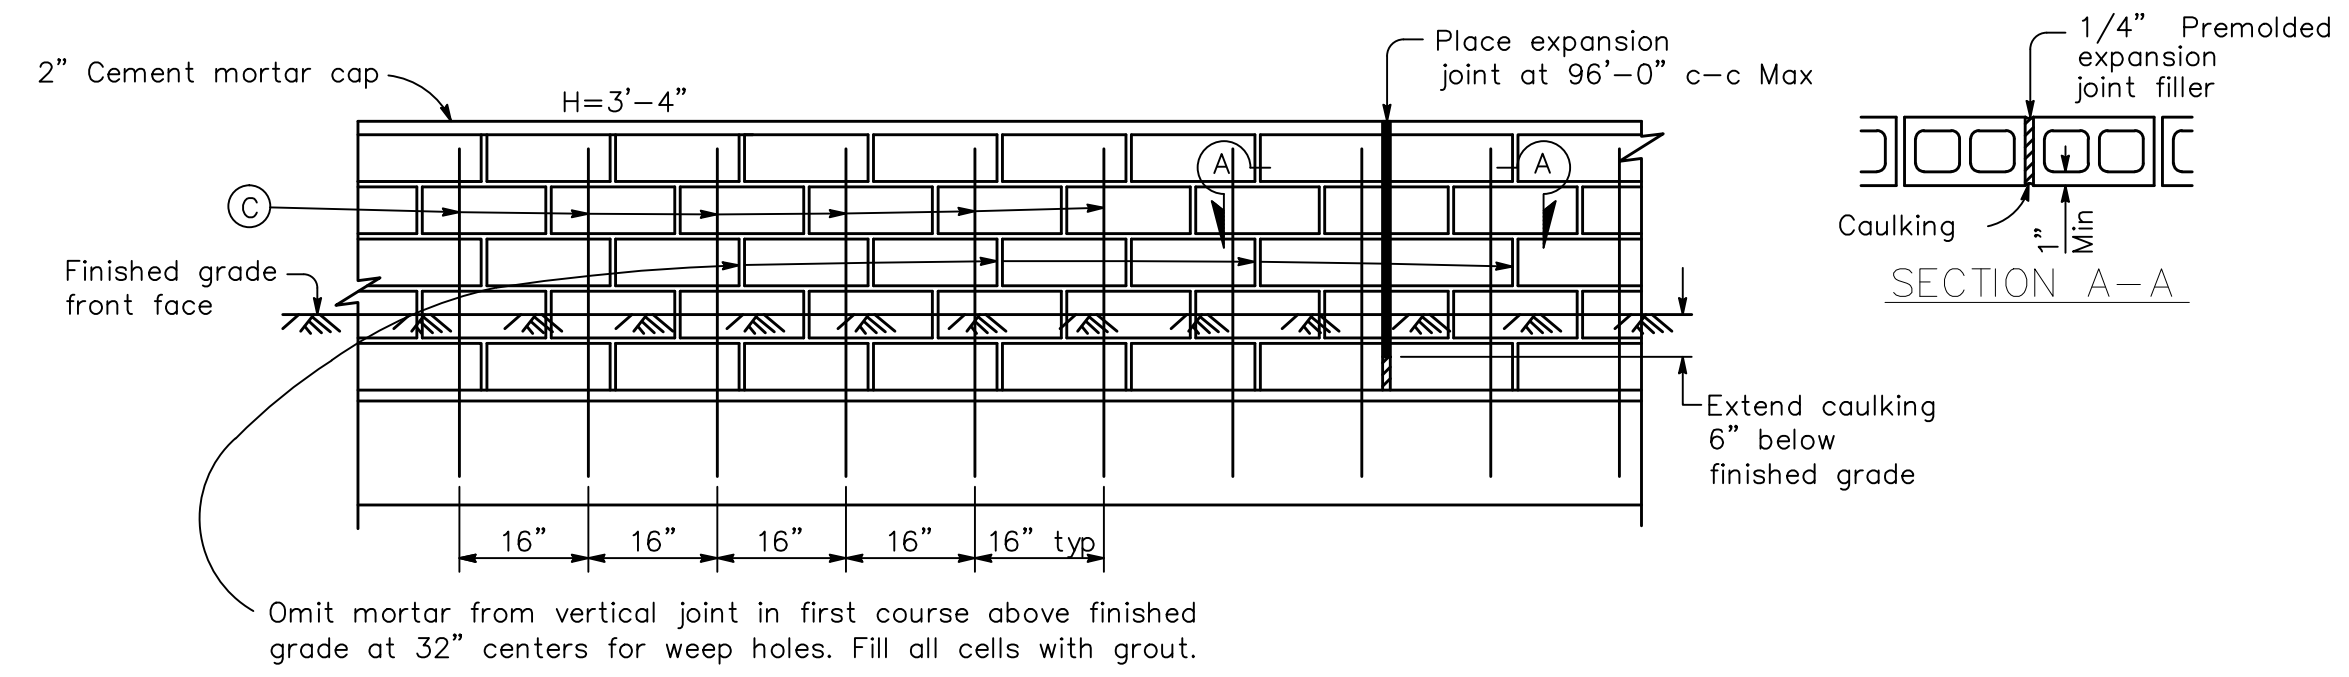 2” Cement mortar cap
H=3’-4”
Place expansion
joint at 96’-0” c-c Max
1/4” Premolded
expansion
joint filler
A
A
C
Caulking
1”
Min
SECTION A-A
Finished grade
front face
Extend caulking
6” below
finished grade
16”
16”
16”
16”
16” typ
Omit mortar from vertical joint in first course above finished
grade at 32” centers for weep holes. Fill all cells with grout.